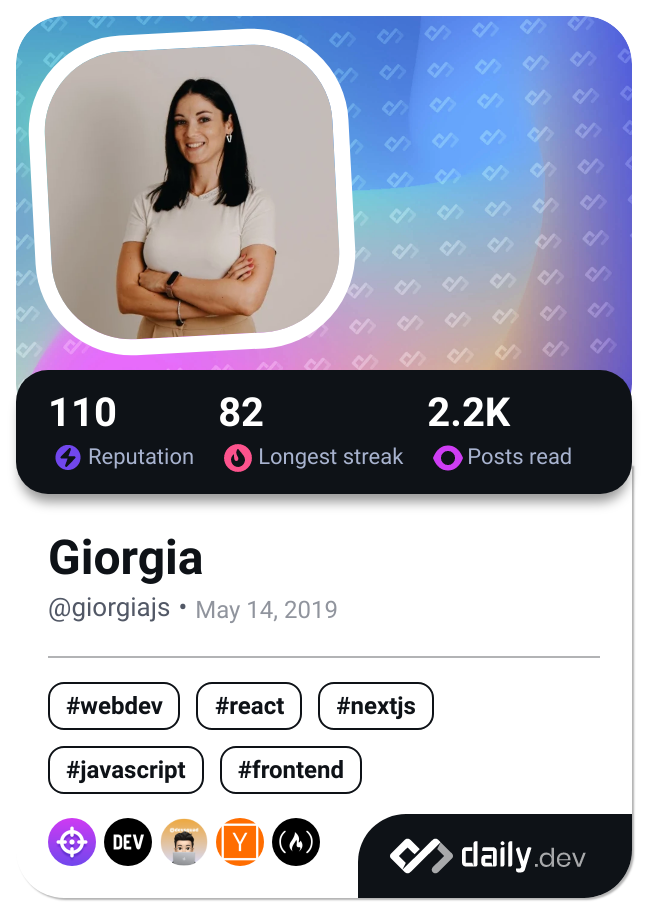 110 82 2.2K
Reputation Longest streak Posts read
Giorgia
@giorgiajs • May 14, 2019
#webdev #react #nextjs
#javascript #frontend
DEV Y
daily.dev